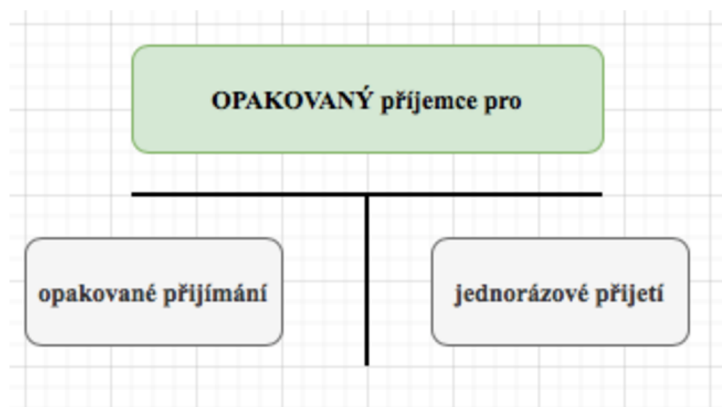 OPAKOVANÝ příjemce pro
opakované přijímání
jednorázové přijetí